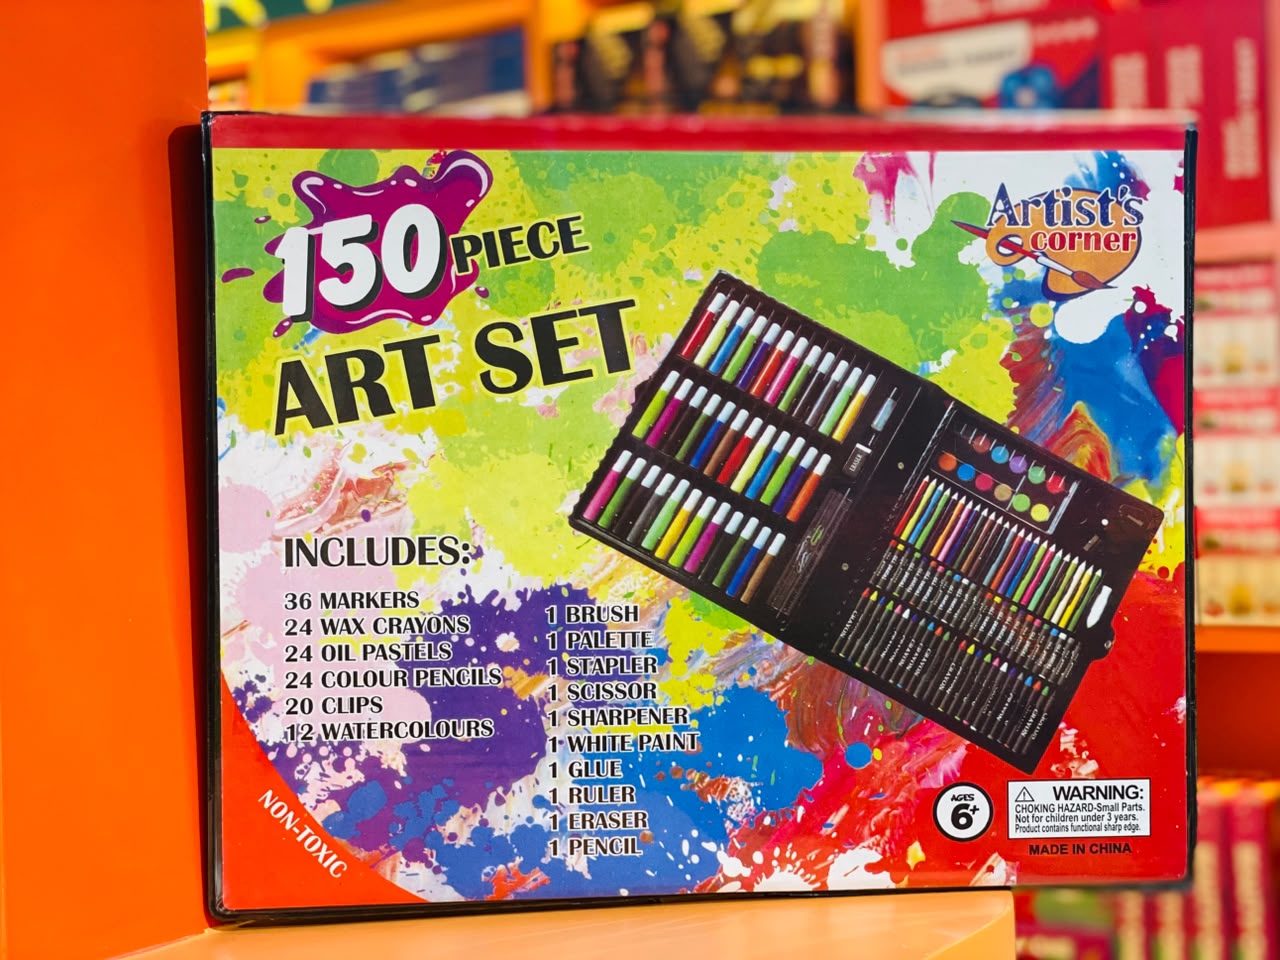 150 PIECE
ART SET
Artist's
corner
INCLUDES:
36 MARKERS
24 WAX CRAYONS
24 OIL PASTELS
24 COLOUR PENCILS
20 CLIPS
12 WATERCOLOURS
1 BRUSH
1 PALETTE
1 STAPLER
1 SCISSOR
1 SHARPENER
1 WHITE PAINT
1 GLUE
1 RULER
1 ERASER
1 PENCIL
NON-TOXIC
AGES
6+
WARNING:
CHOKING HAZARD-Small Parts.
Not for children under 3 years.
Product contains functional sharp edge.
MADE IN CHINA